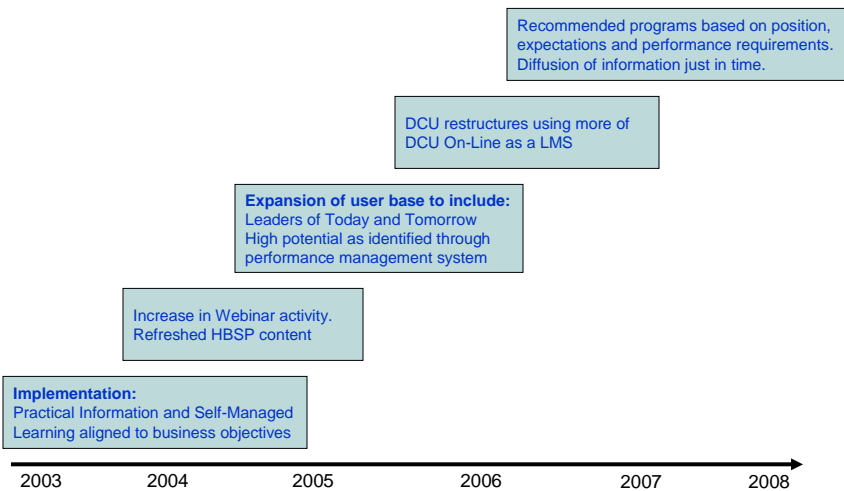 Recommended programs based on position,
expectations and performance requirements.
Diffusion of information just in time.
DCU restructures using more of
DCU On-Line as a LMS
Expansion of user base to include:
Leaders of Today and Tomorrow
High potential as identified through
performance management system
Increase in Webinar activity.
Refreshed HBSP content
Implementation:
Practical Information and Self-Managed
Learning aligned to business objectives
2003 2004 2005 2006 2007 2008